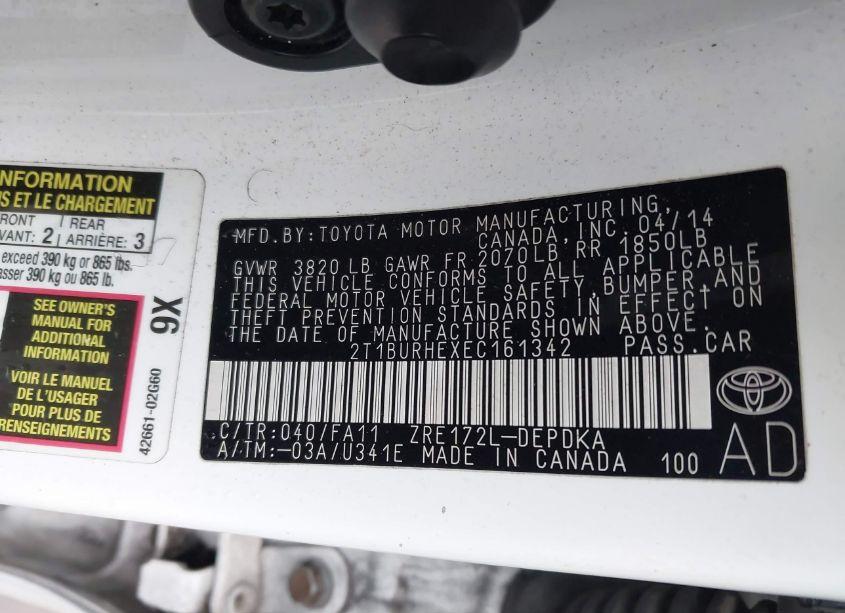 NFORMATION
S ET LE CHARGEMENT
FRONT REAR
VANT: 2 ARRIÈRE: 3
exceed 390 kg or 865 lbs.
asser 390 kg ou 865 lb.
SEE OWNER'S
MANUAL FOR
ADDITIONAL
INFORMATION
VOIR LE MANUEL
DE L'USAGER
POUR PLUS DE
RENSEIGNEMENTS
9X
42661-02G60
MFD.BY:TOYOTA MOTOR MANUFACTURING,
CANADA,INC. 04/14
GVWR 3820 LB GAWR FR 2070LB RR 1850LB
THIS VEHICLE CONFORMS TO ALL APPLICABLE
FEDERAL MOTOR VEHICLE SAFETY, BUMPER,AND
THEFT PREVENTION STANDARDS IN EFFECT ON
THE DATE OF MANUFACTURE SHOWN ABOVE.
2T1BURHEXEC161342 PASS.CAR
C/TR:040/FA11 ZRE172L-DEPDKA
A/TM:-03A/U341E MADE IN CANADA 100
AD